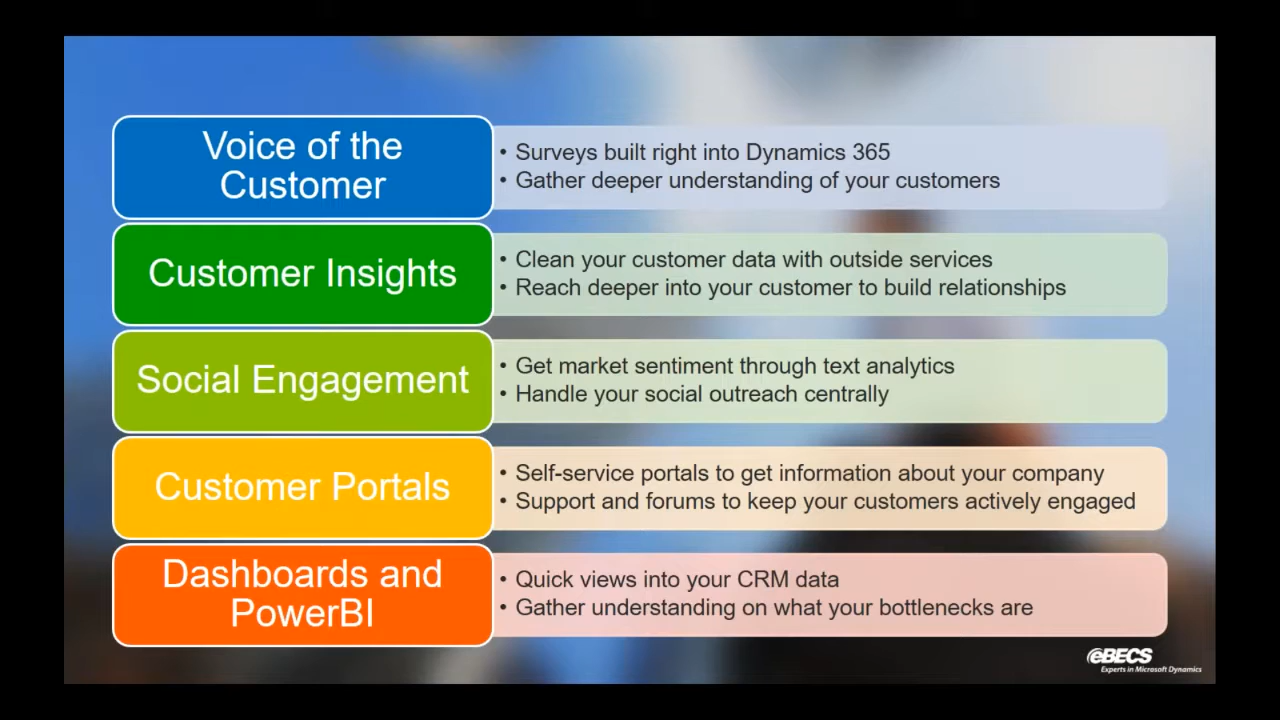 Voice of the
Customer
• Surveys built right into Dynamics 365
• Gather deeper understanding of your customers
Customer Insights
• Clean your customer data with outside services
• Reach deeper into your customer to build relationships
Social Engagement
• Get market sentiment through text analytics
• Handle your social outreach centrally
Customer Portals
• Self-service portals to get information about your company
• Support and forums to keep your customers actively engaged
Dashboards and
PowerBI
• Quick views into your CRM data
• Gather understanding on what your bottlenecks are
eBECS
Experts in Microsoft Dynamics